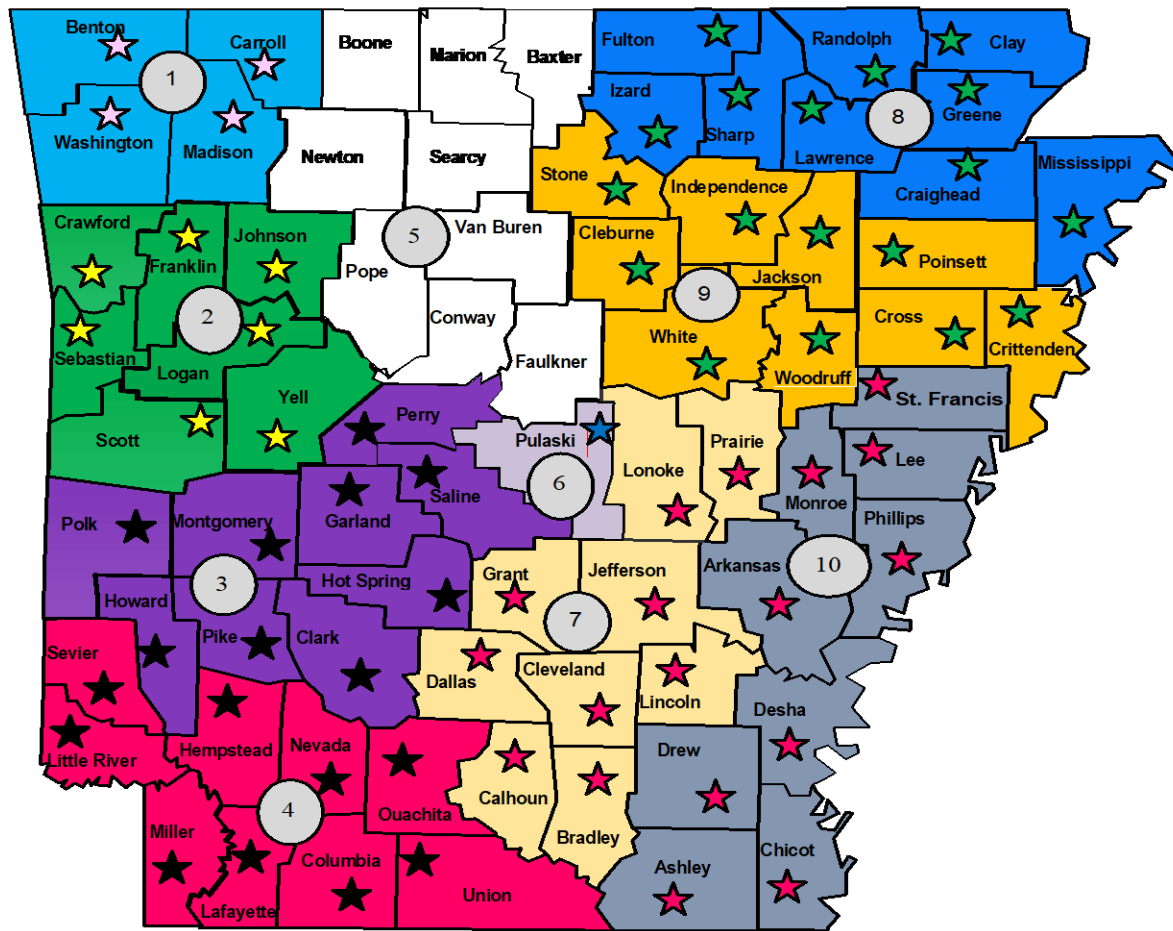 Benton
Carroll
Boone
Marion
Baxter
Fulton
Randolph
Clay
1
Izard
Sharp
8
Greene
Washington
Madison
Newton
Searcy
Lawrence
Mississippi
Stone
Independence
Craighead
Crawford
Franklin
Johnson
5
Van Buren
Cleburne
Pope
Jackson
Poinsett
2
9
Conway
Cross
Sebastian
Logan
White
Crittenden
Faulkner
Woodruff
Yell
St. Francis
Scott
Perry
Pulaski
Prairie
Lee
6
Lonoke
Saline
Monroe
Polk
Montgomery
Garland
Phillips
Hot Spring
Grant
Jefferson
Arkansas
10
3
Howard
7
Pike
Clark
Sevier
Dallas
Cleveland
Lincoln
Desha
Little River
Hempstead
Nevada
Drew
4
Ouachita
Calhoun
Miller
Bradley
Columbia
Ashley
Chicot
Lafayette
Union